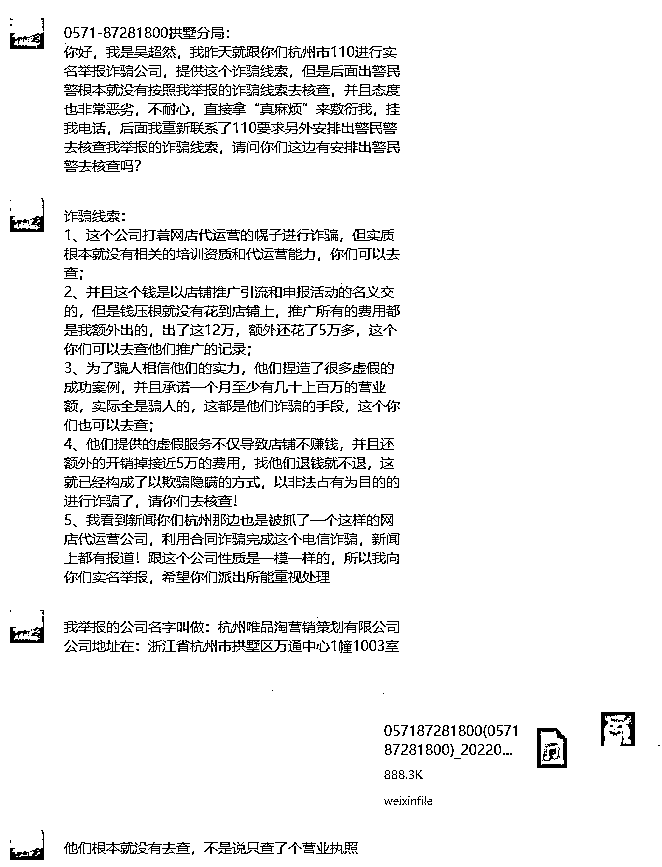 0571-87281800拱墅分局：
你好，我是吴超然，我昨天就跟你们杭州市110进行实
名举报诈骗公司，提供这个诈骗线索，但是后面出警民
警根本就没有按照我举报的诈骗线索去核查，并且态度
也非常恶劣，不耐心，直接拿“真麻烦”来敷衍我，挂
我电话，后面我重新联系了110要求另外安排出警民警
去核查我举报的诈骗线索，请问你们这边有安排出警民
警去核查吗？
诈骗线索：
1、这个公司打着网店代运营的幌子进行诈骗，但实质
根本就没有相关的培训资质和代运营能力，你们可以去
查；
2、并且这个钱是以店铺推广引流和申报活动的名义交
的，但是钱压根就没有花到店铺上，推广所有的费用都
是我额外出的，出了这12万，额外还花了5万多，这个
你们可以去查他们推广的记录；
3、为了骗人相信他们的实力，他们捏造了很多虚假的
成功案例，并且承诺一个月至少有几十上百万的营业
额，实际全是骗人的，这都是他们诈骗的手段，这个你
们也可以去查；
4、他们提供的虚假服务不仅导致店铺不赚钱，并且还
额外的开销掉接近5万的费用，找他们退钱就不退，这
就已经构成了以欺骗隐瞒的方式，以非法占有为目的的
进行诈骗了，请你们去核查！
5、我看到新闻你们杭州那边也是被抓了一个这样的网
店代运营公司，利用合同诈骗完成这个电信诈骗，新闻
上都有报道！跟这个公司性质是一模一样的，所以我向
你们实名举报，希望你们派出所能重视处理
我举报的公司名字叫做：杭州唯品淘营销策划有限公司
公司地址在：浙江省杭州市拱墅区万通中心1幢1003室
057187281800(0571
87281800)_20220...
888.3K
weixinfile
他们根本就没有去查，不是说只查了个营业执照